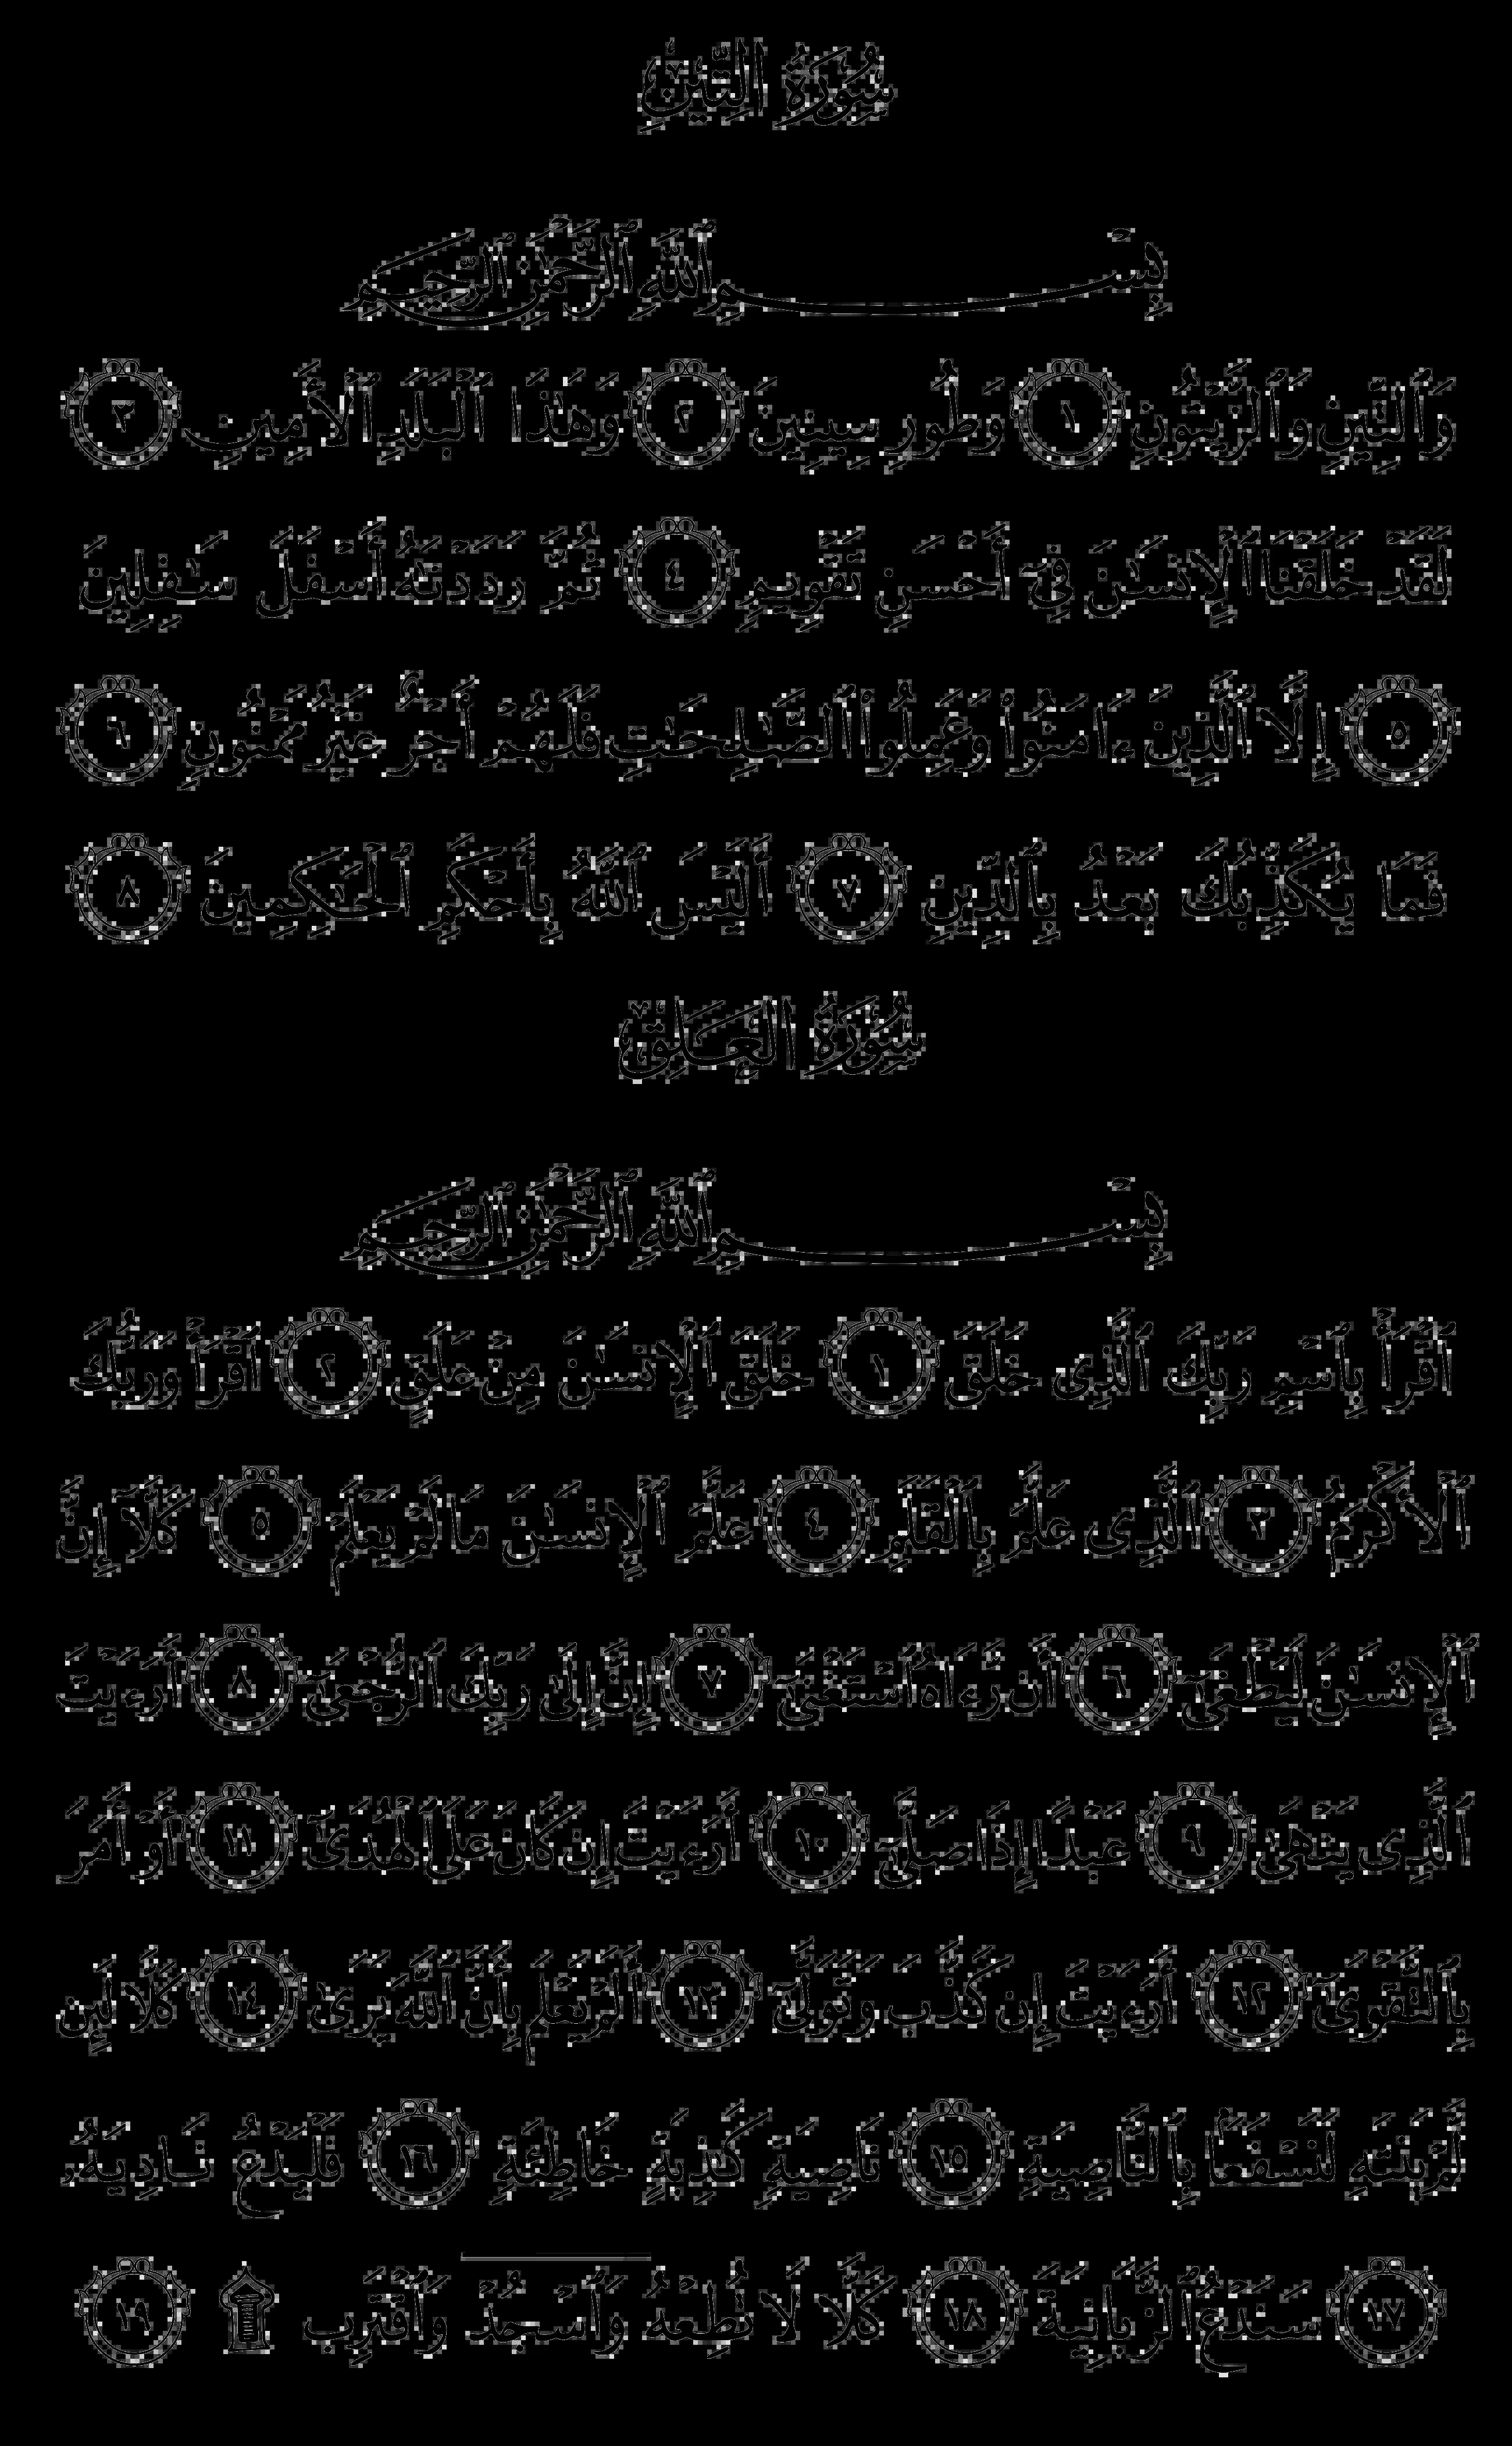 سُورَةُ التِّينِ
بِسْمِ ٱللَّهِ ٱلرَّحْمَٰنِ ٱلرَّحِيمِ
وَٱلتِّينِ وَٱلزَّيْتُونِ ١ وَطُورِ سِينِينَ ٢ وَهَٰذَا ٱلْبَلَدِ ٱلْأَمِينِ ٣
لَقَدْ خَلَقْنَا ٱلْإِنسَٰنَ فِىٓ أَحْسَنِ تَقْوِيمٍ ٤ ثُمَّ رَدَدْنَٰهُ أَسْفَلَ سَٰفِلِينَ
٥ إِلَّا ٱلَّذِينَ ءَامَنُوا۟ وَعَمِلُوا۟ ٱلصَّٰلِحَٰتِ فَلَهُمْ أَجْرٌ غَيْرُ مَمْنُونٍ ٦
فَمَا يُكَذِّبُكَ بَعْدُ بِٱلدِّينِ ٧ أَلَيْسَ ٱللَّهُ بِأَحْكَمِ ٱلْحَٰكِمِينَ ٨
سُورَةُ العَلَقِ
بِسْمِ ٱللَّهِ ٱلرَّحْمَٰنِ ٱلرَّحِيمِ
ٱقْرَأْ بِٱسْمِ رَبِّكَ ٱلَّذِى خَلَقَ ١ خَلَقَ ٱلْإِنسَٰنَ مِنْ عَلَقٍ ٢ ٱقْرَأْ وَرَبُّكَ
ٱلْأَكْرَمُ ٣ ٱلَّذِى عَلَّمَ بِٱلْقَلَمِ ٤ عَلَّمَ ٱلْإِنسَٰنَ مَا لَمْ يَعْلَمْ ٥ كَلَّآ إِنَّ
ٱلْإِنسَٰنَ لَيَطْغَىٰٓ ٦ أَن رَّءَاهُ ٱسْتَغْنَىٰٓ ٧ إِنَّ إِلَىٰ رَبِّكَ ٱلرُّجْعَىٰٓ ٨ أَرَءَيْتَ
ٱلَّذِى يَنْهَىٰ ٩ عَبْدًا إِذَا صَلَّىٰٓ ١٠ أَرَءَيْتَ إِن كَانَ عَلَى ٱلْهُدَىٰٓ ١١ أَوْ أَمَرَ
بِٱلتَّقْوَىٰٓ ١٢ أَرَءَيْتَ إِن كَذَّبَ وَتَوَلَّىٰٓ ١٣ أَلَمْ يَعْلَم بِأَنَّ ٱللَّهَ يَرَىٰ ١٤ كَلَّا لَئِن
لَّمْ يَنتَهِ لَنَسْفَعًۢا بِٱلنَّاصِيَةِ ١٥ نَاصِيَةٍ كَٰذِبَةٍ خَاطِئَةٍ ١٦ فَلْيَدْعُ نَادِيَهُۥ
١٧ سَنَدْعُ ٱلزَّبَانِيَةَ ١٨ كَلَّا لَا تُطِعْهُ وَٱسْجُدْ وَٱقْتَرِب ۩ ١٩